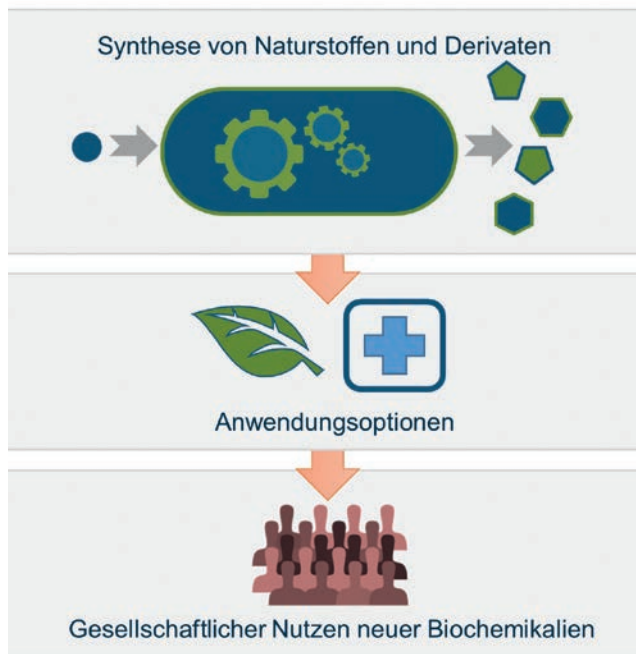 Synthese von Naturstoffen und Derivaten
Anwendungsoptionen
Gesellschaftlicher Nutzen neuer Biochemikalien